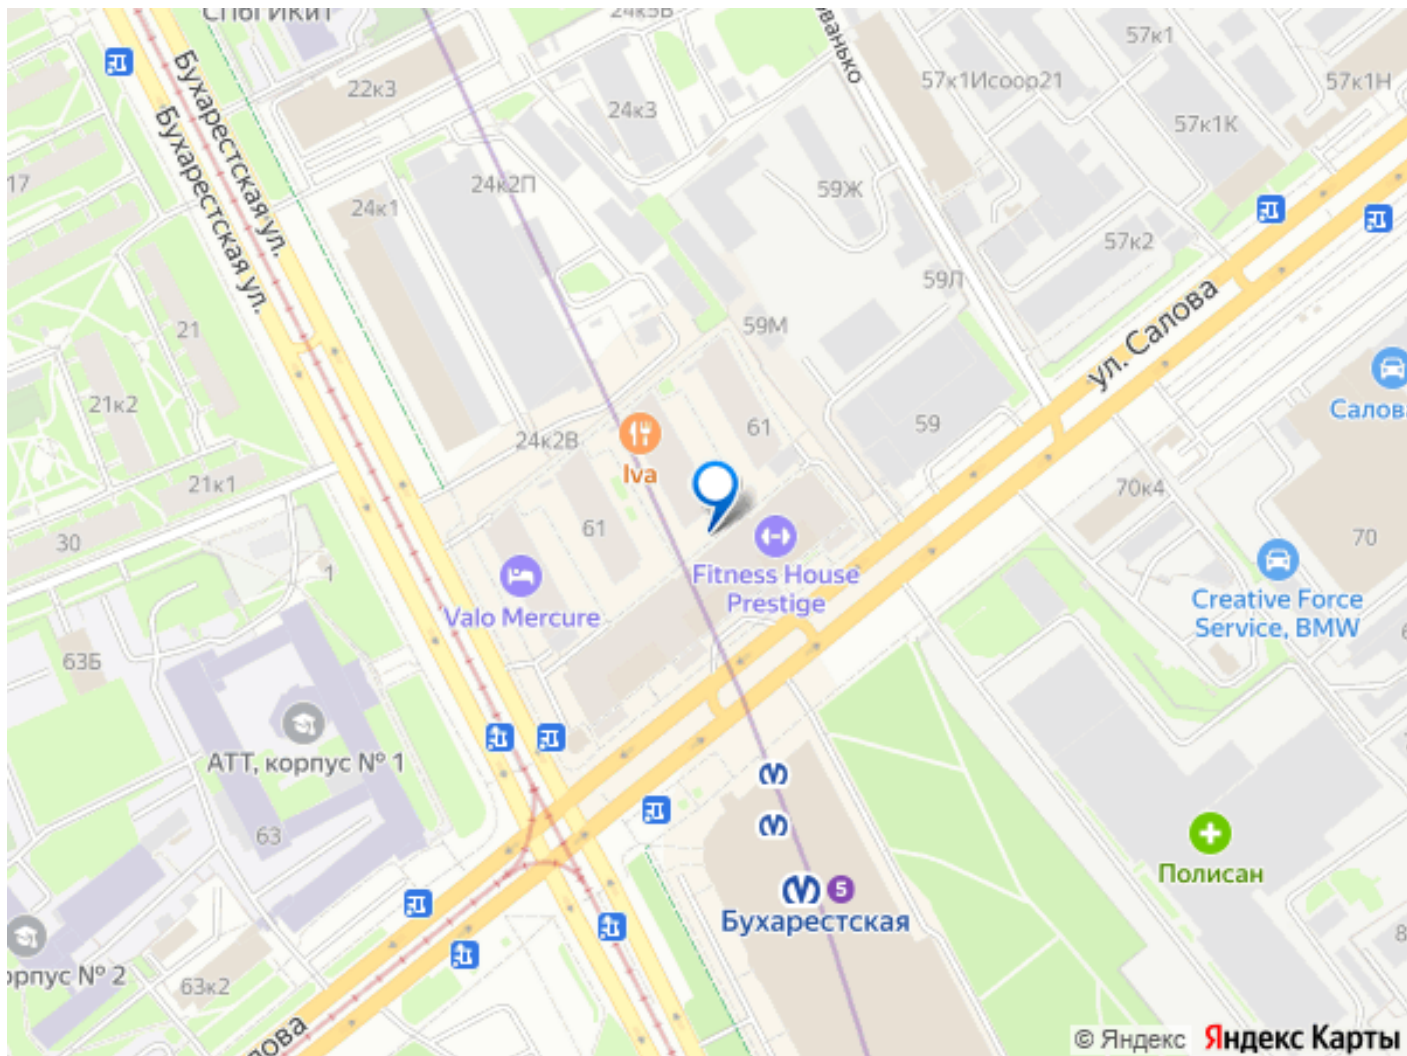 СПбГИКиТ
24к5В
57к1
22к3
57к1Исоор21
57к1Н
24к3
57к1К
Бухарестская ул.
Бухарестская ул.
17
24к2П
59Ж
24к1
57к2
59Л
21
59М
ул. Салова
21к2
Салов
24к2В
Iva
61
59
21к1
70к4
30
61
70
1
Fitness House
Prestige
Valo Mercure
Creative Force
Service, BMW
63Б
АТТ, корпус № 1
63
Полисан
5
Бухарестская
орпус № 2
63к2
8
лова
© Яндекс Яндекс Карты